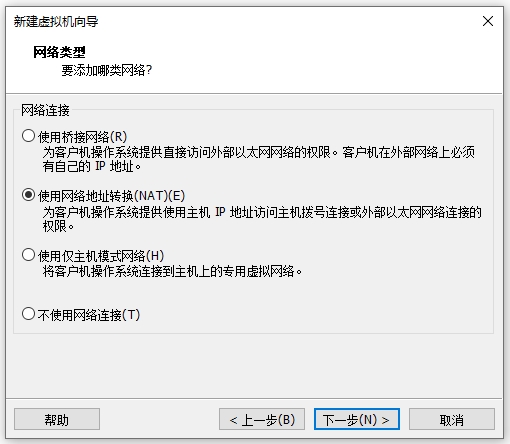 新建虚拟机向导
网络类型
要添加哪类网络?
网络连接
使用桥接网络(R)
为客户机操作系统提供直接访问外部以太网网络的权限。客户机在外部网络上必须
有自己的 IP 地址。
使用网络地址转换(NAT)(E)
为客户机操作系统提供使用主机 IP 地址访问主机拨号连接或外部以太网网络连接的
权限。
使用仅主机模式网络(H)
将客户机操作系统连接到主机上的专用虚拟网络。
不使用网络连接(T)
帮助
< 上一步(B)
下一步(N) >
取消